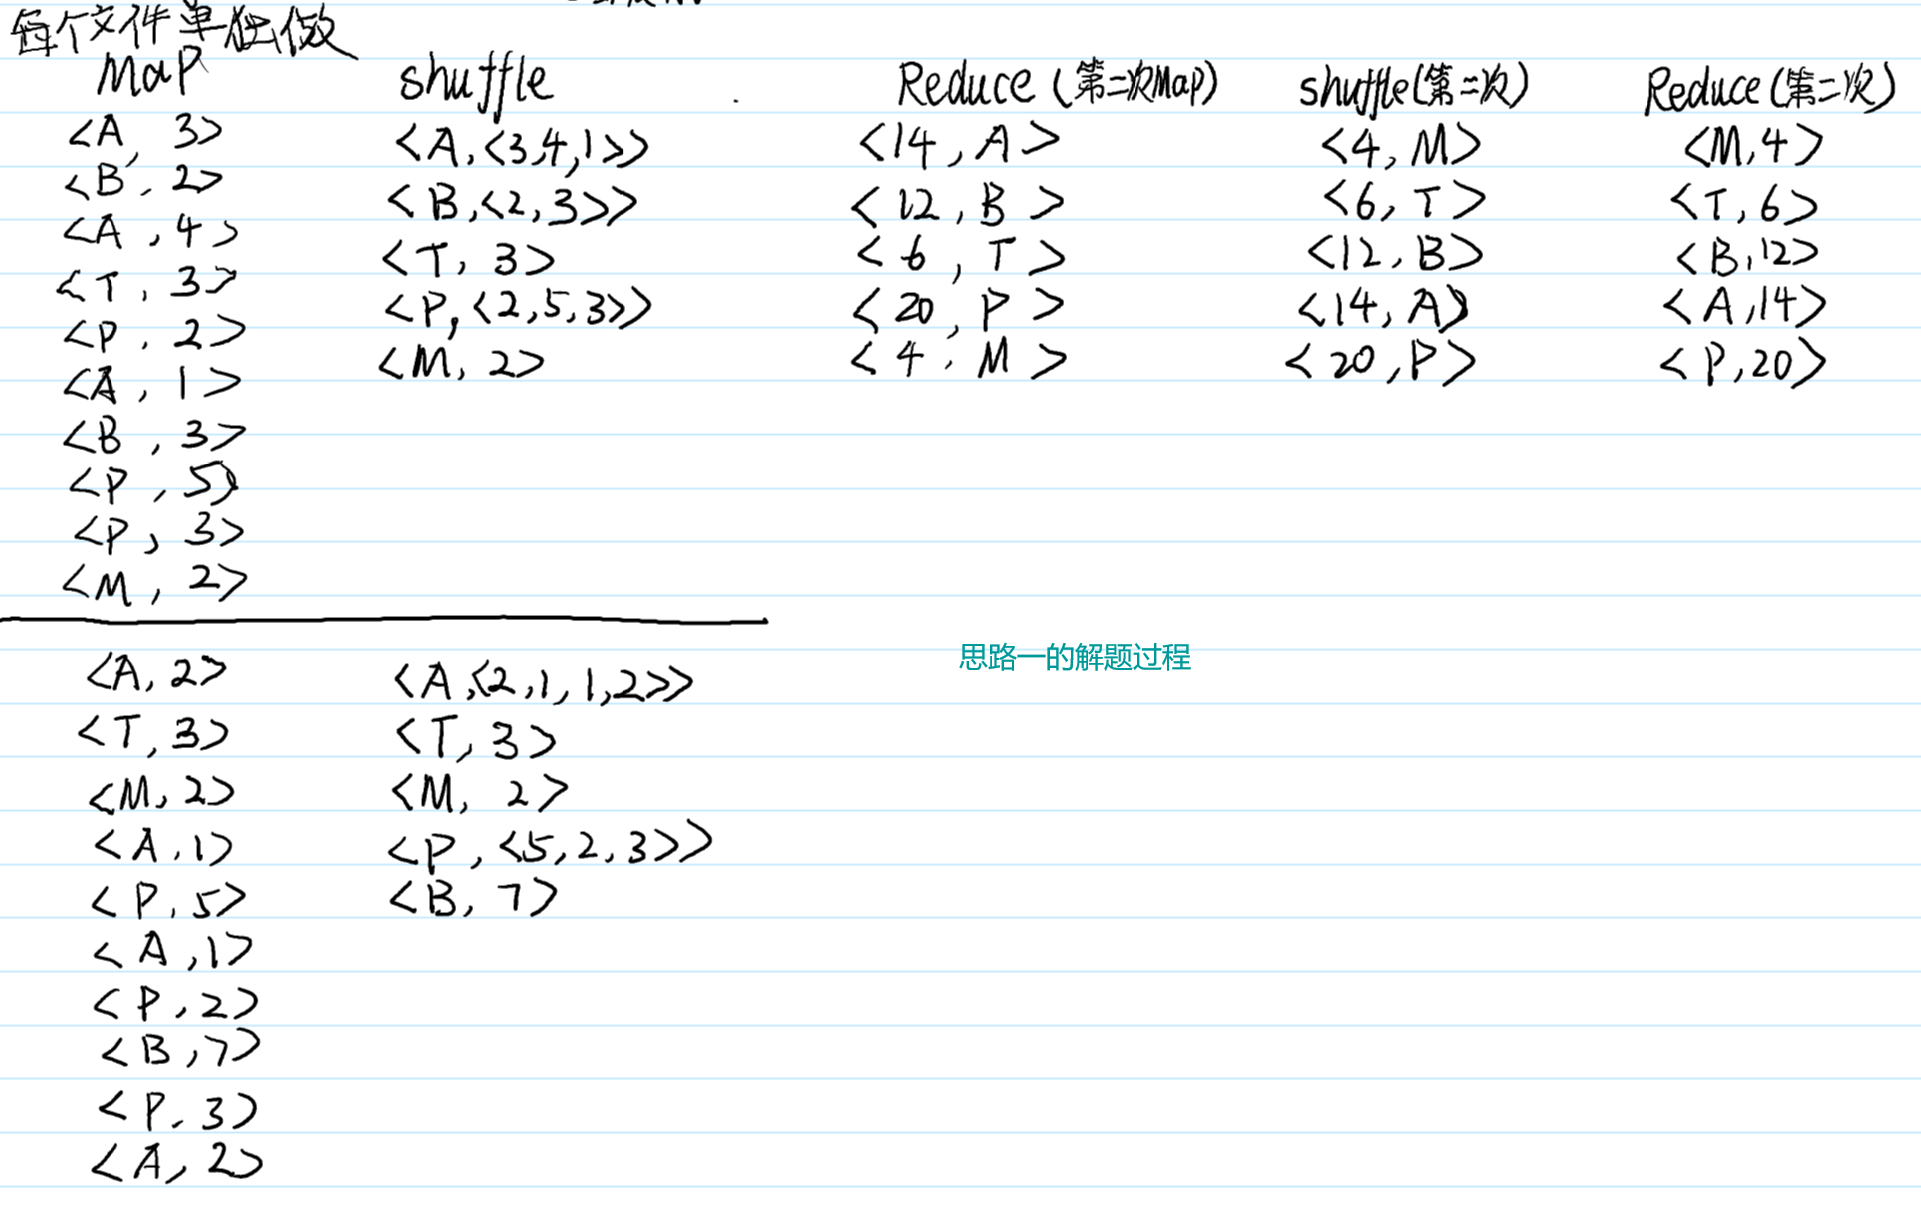 每个文件单独做
Map shuffle Reduce (第二次Map) shuffle(第二次) Reduce(第二次)
<A, 3> <A,<3,4,1>> <14, A> <4, M> <M,4>
<B, 2> <B,<2,3>> <12, B> <6, T> <T,6>
<A, 4> <T, 3> <6, T> <12, B> <B,12>
<T, 3> <P,<2,5,3>> <20, P> <14, A> <A,14>
<P, 2> <M, 2> <4, M> <20, P> <P,20>
<A, 1>
<B, 3>
<P, 5>
<P, 3>
<M, 2>
思路一的解题过程
<A, 2> <A,<2,1,1,2>>
<T, 3> <T, 3>
<M, 2> <M, 2>
<A, 1> <P, <5,2,3>>
<P, 5> <B, 7>
<A, 1>
<P, 2>
<B, 7>
<P, 3>
<A, 2>